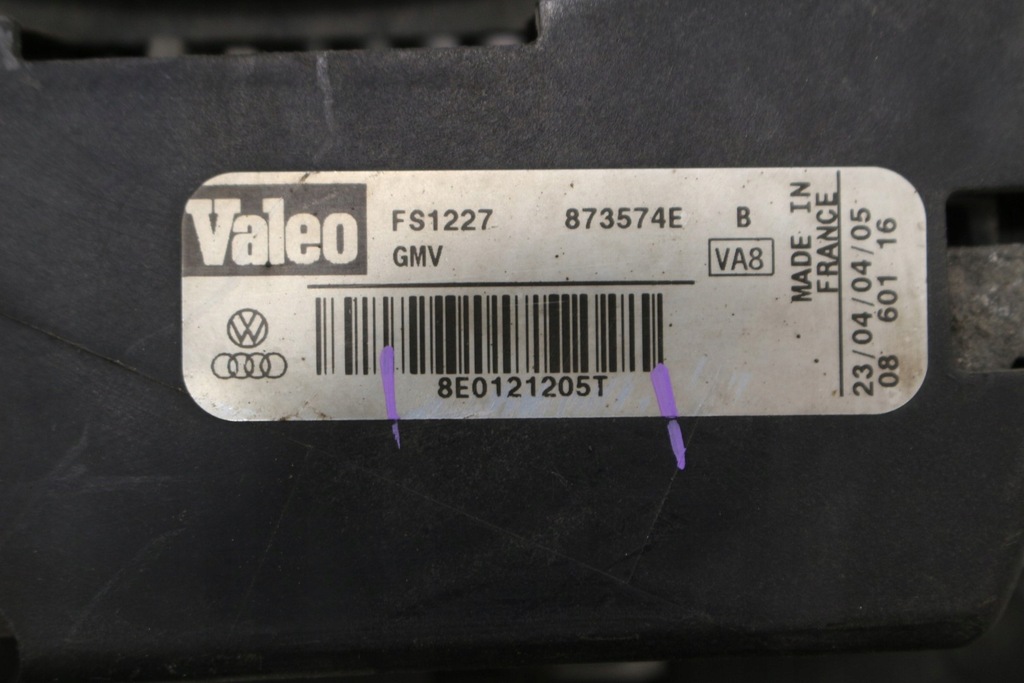 Valeo
FS1227 873574E B
GMV VA8
8E0121205T
MADE IN
FRANCE
23/04/04/05
08 601 16